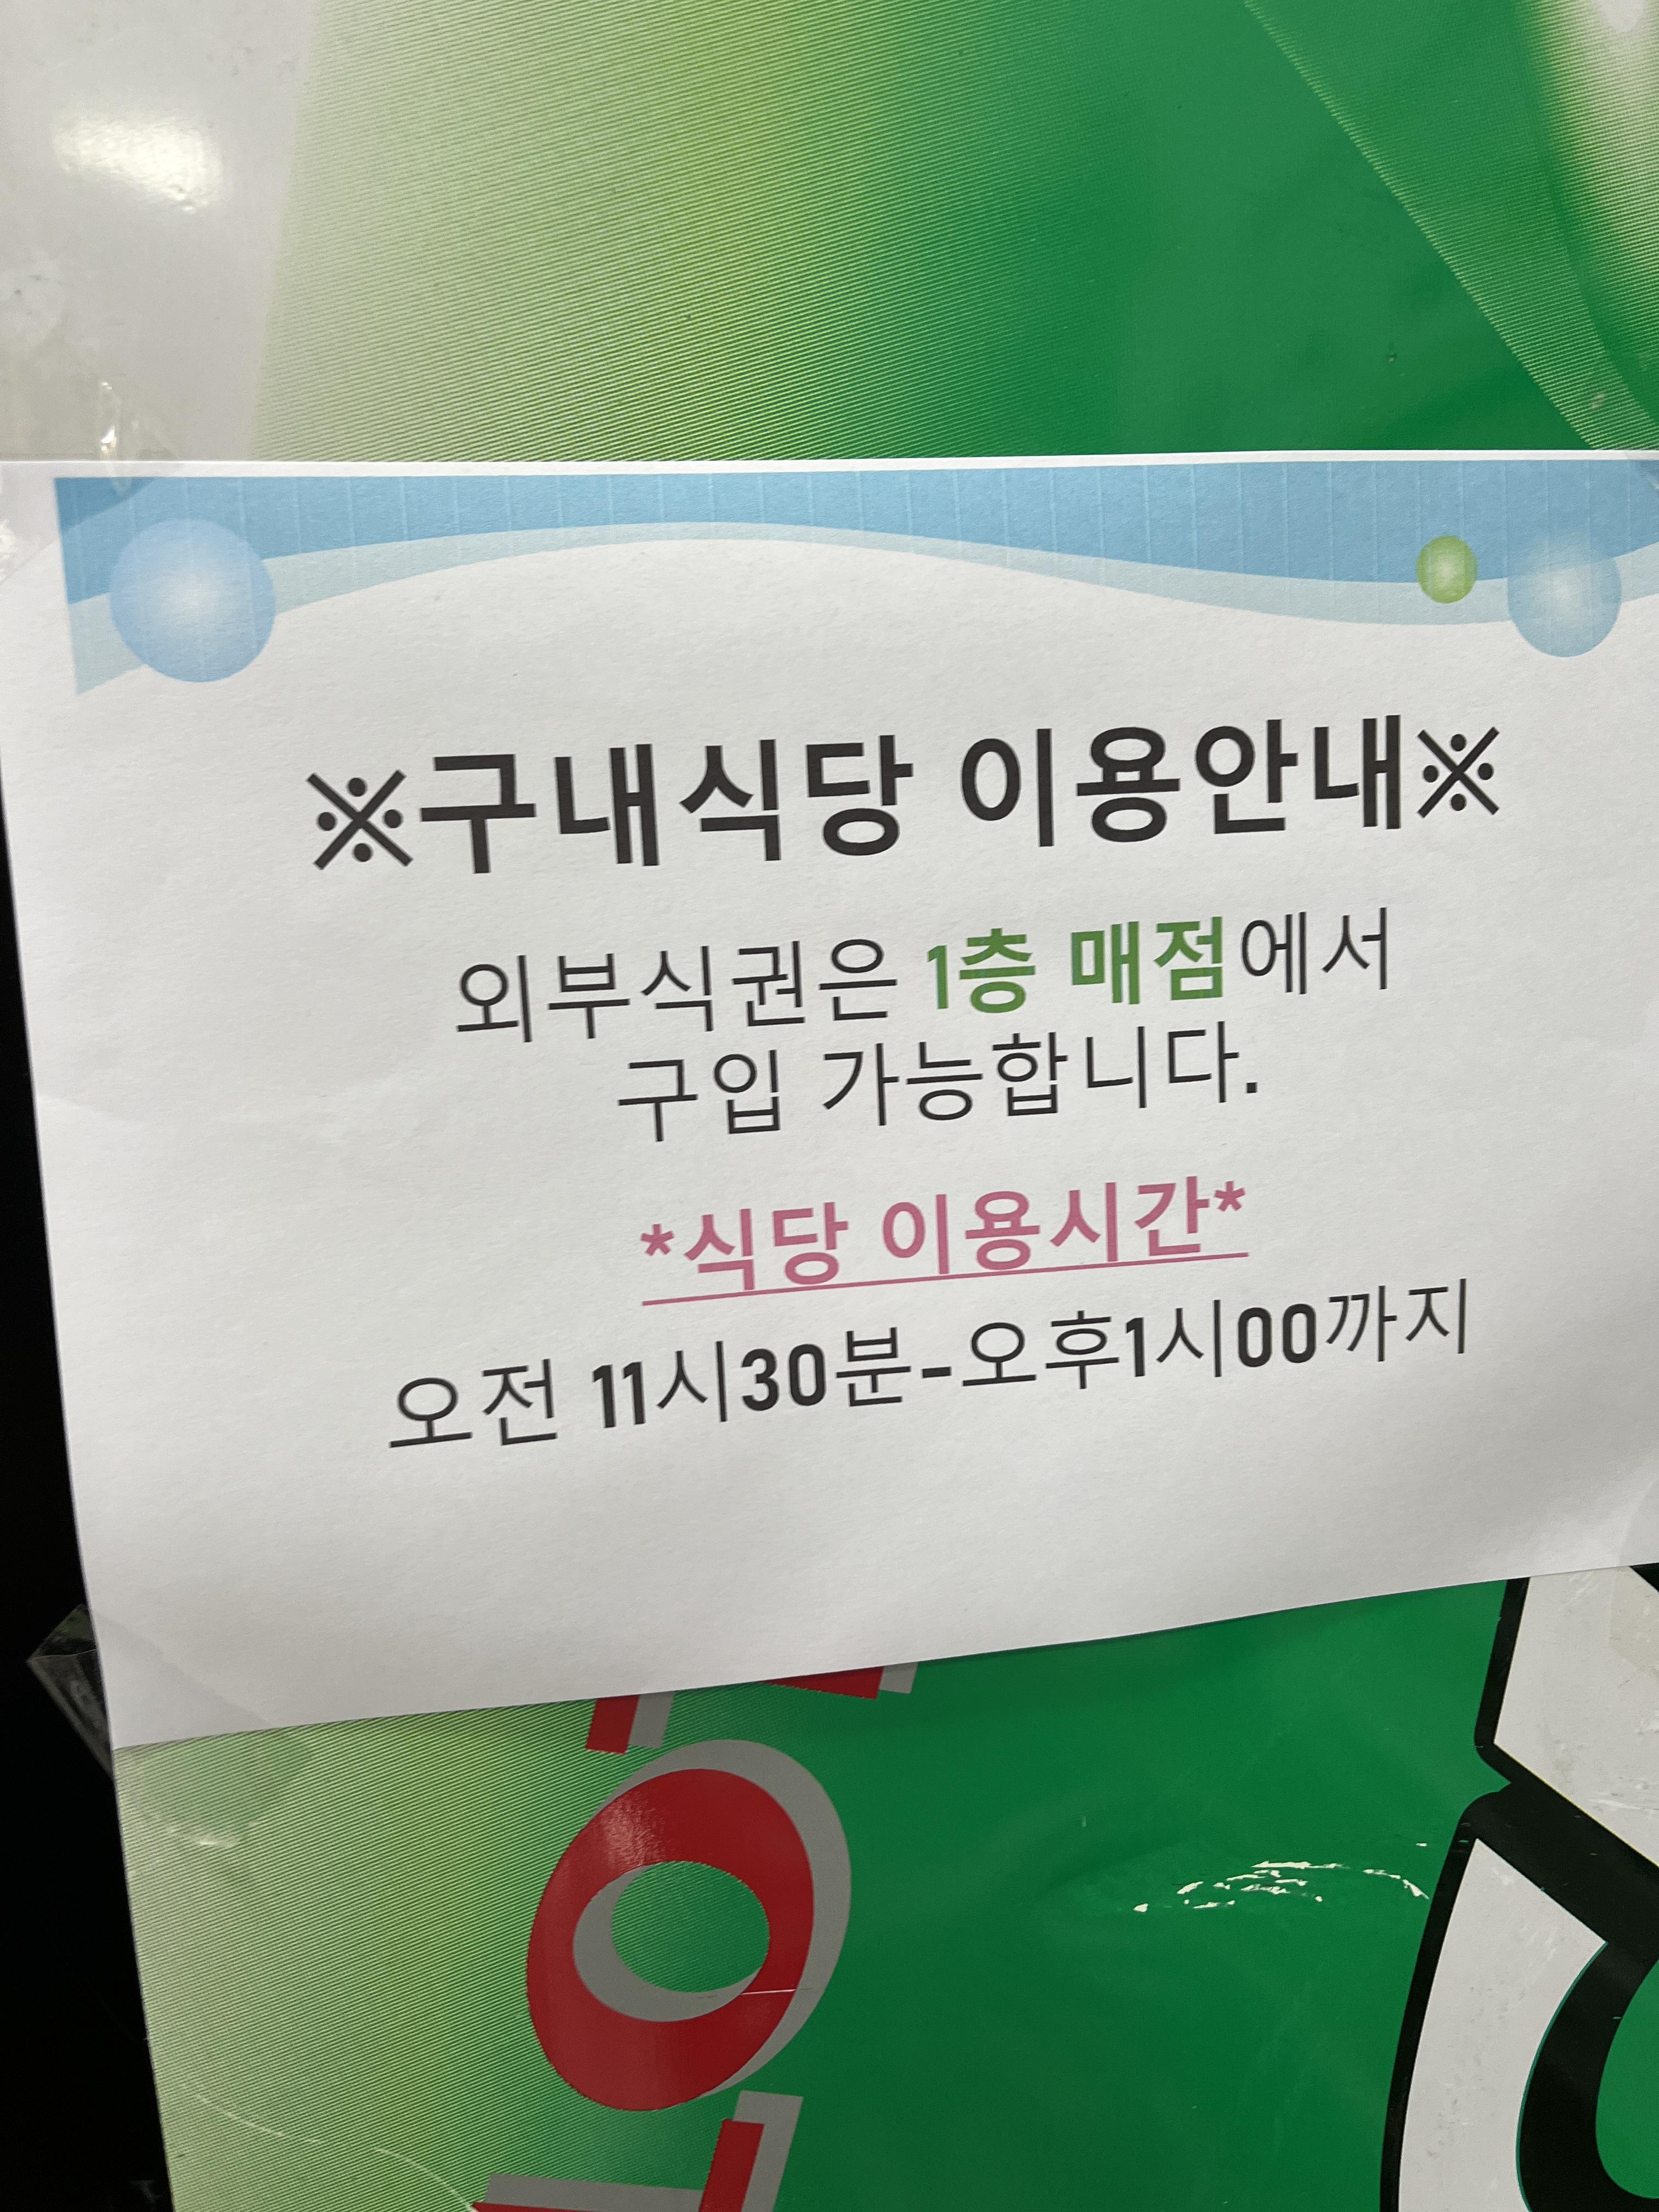 ※구내식당 이용안내※
외부식권은 1층 매점에서
구입 가능합니다.
*식당 이용시간*
오전 11시30분-오후1시00까지